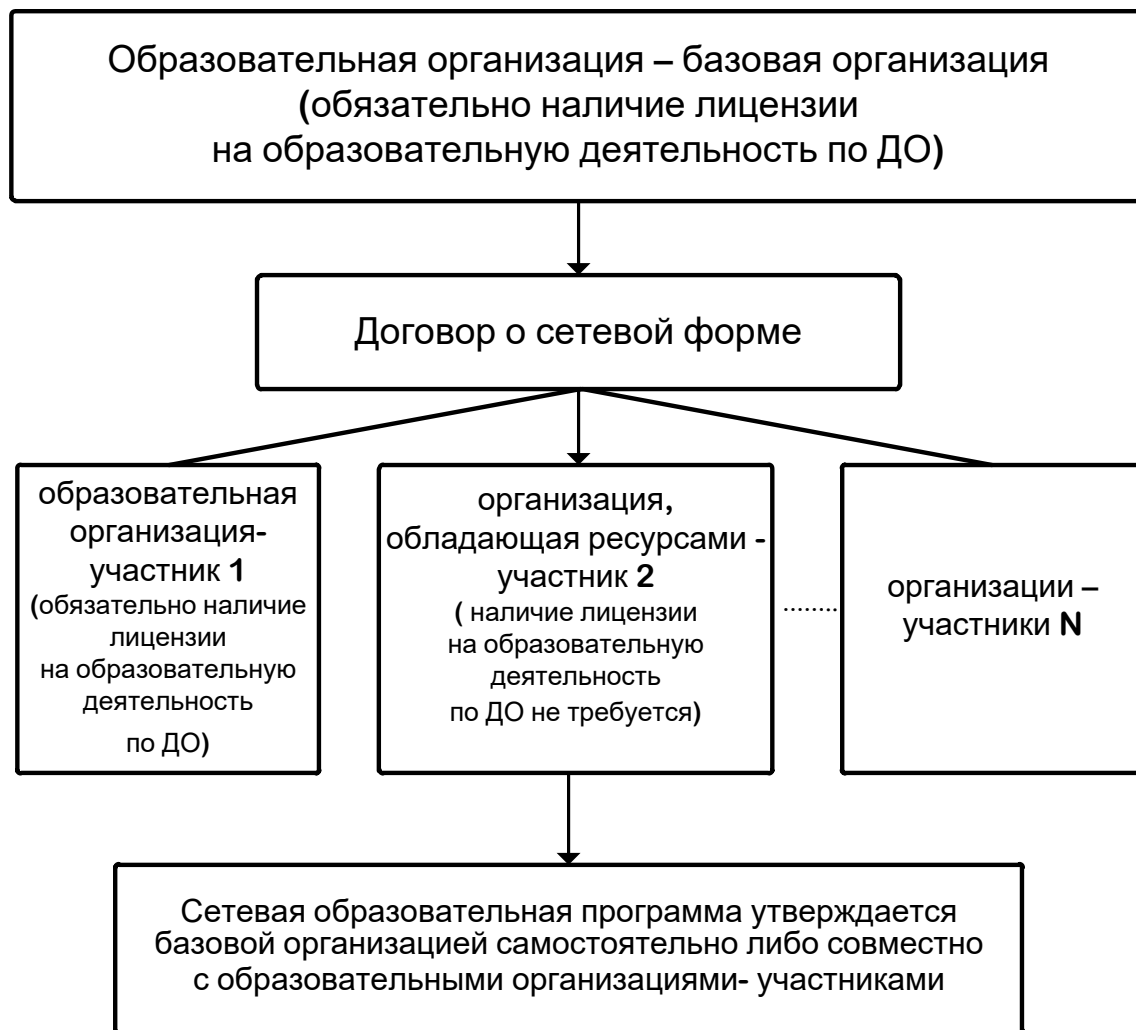 Образовательная организация – базовая организация
(обязательно наличие лицензии
на образовательную деятельность по ДО)
Договор о сетевой форме
образовательная
организация-
участник 1
(обязательно наличие
лицензии
на образовательную
деятельность
по ДО)
организация,
обладающая ресурсами -
участник 2
( наличие лицензии
на образовательную
деятельность
по ДО не требуется)
.........
организации –
участники N
Сетевая образовательная программа утверждается
базовой организацией самостоятельно либо совместно
с образовательными организациями- участниками